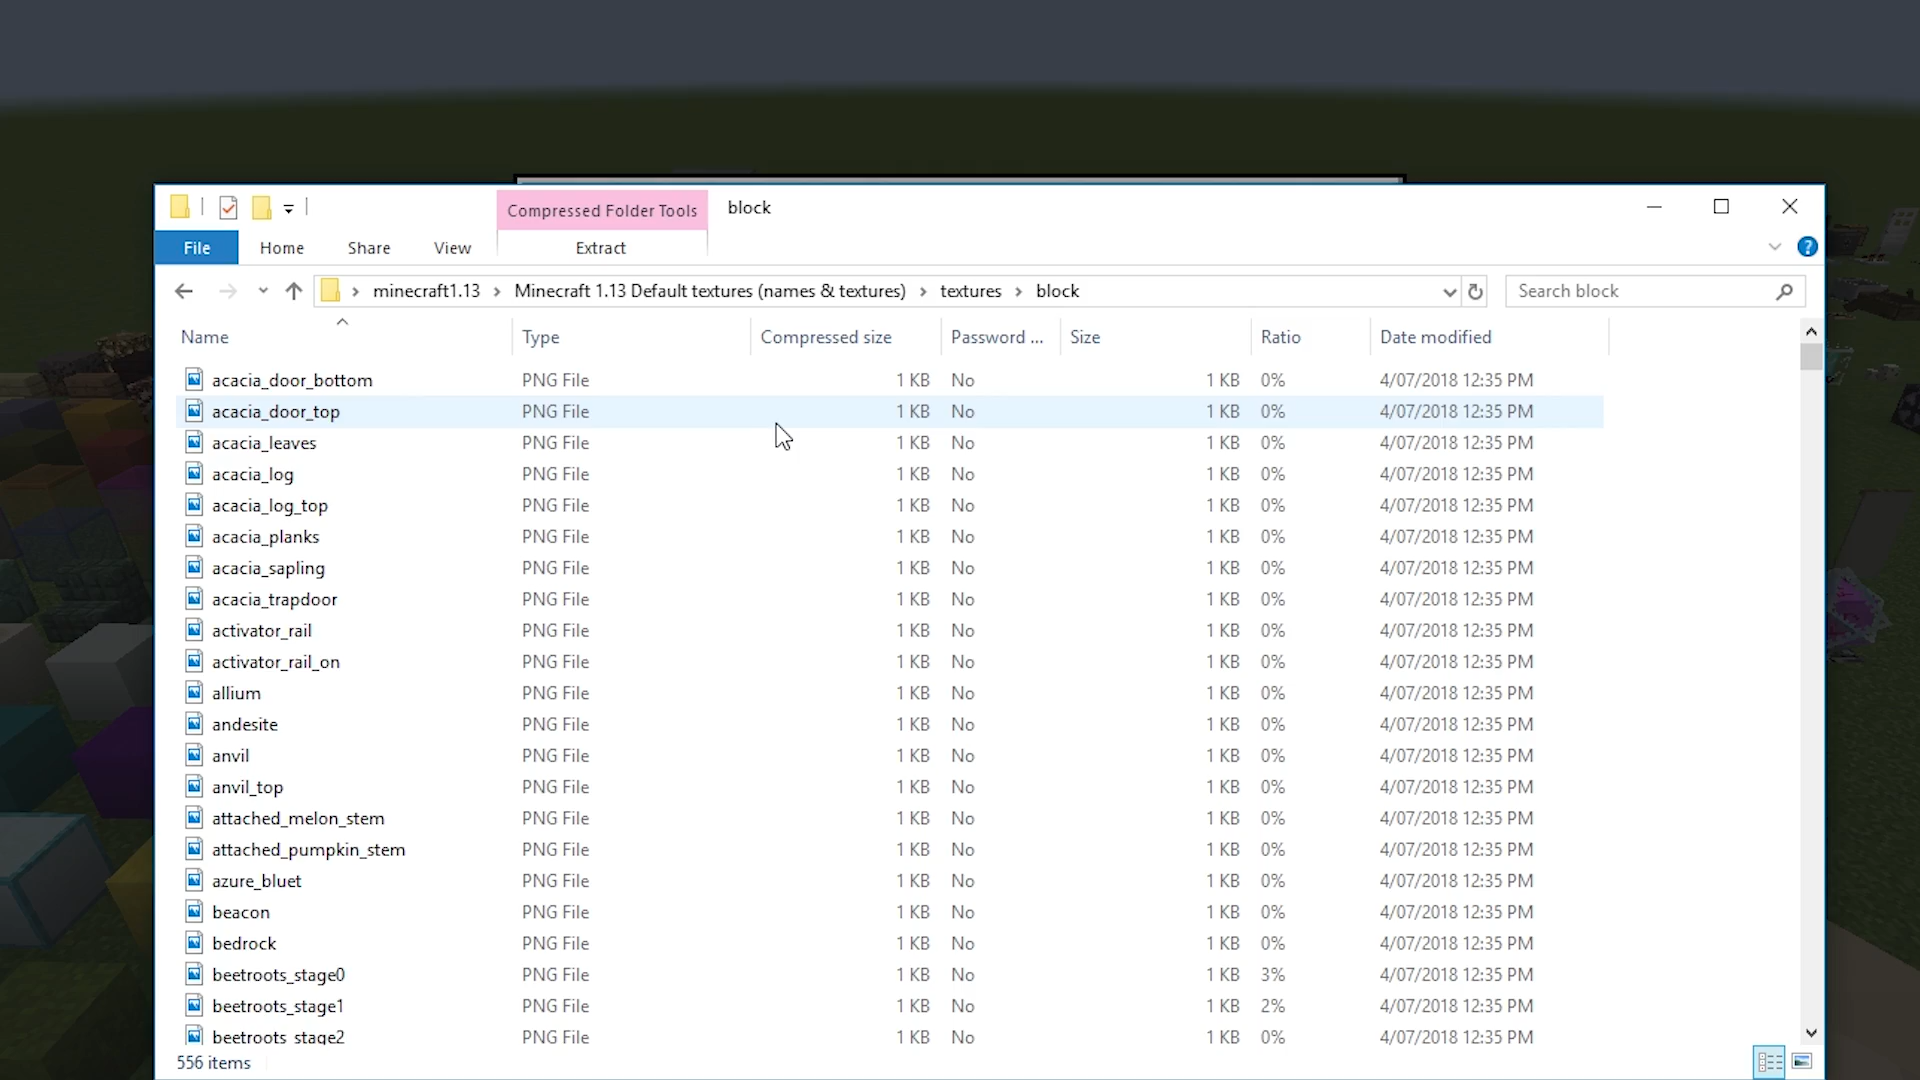 Compressed Folder Tools block
File Home Share View Extract
minecraft1.13 Minecraft 1.13 Default textures (names & textures) textures block Search block
Name Type Compressed size Password ... Size Ratio Date modified
acacia_door_bottom PNG File 1 KB No 1 KB 0% 4/07/2018 12:35 PM
acacia_door_top PNG File 1 KB No 1 KB 0% 4/07/2018 12:35 PM
acacia_leaves PNG File 1 KB No 1 KB 0% 4/07/2018 12:35 PM
acacia_log PNG File 1 KB No 1 KB 0% 4/07/2018 12:35 PM
acacia_log_top PNG File 1 KB No 1 KB 0% 4/07/2018 12:35 PM
acacia_planks PNG File 1 KB No 1 KB 0% 4/07/2018 12:35 PM
acacia_sapling PNG File 1 KB No 1 KB 0% 4/07/2018 12:35 PM
acacia_trapdoor PNG File 1 KB No 1 KB 0% 4/07/2018 12:35 PM
activator_rail PNG File 1 KB No 1 KB 0% 4/07/2018 12:35 PM
activator_rail_on PNG File 1 KB No 1 KB 0% 4/07/2018 12:35 PM
allium PNG File 1 KB No 1 KB 0% 4/07/2018 12:35 PM
andesite PNG File 1 KB No 1 KB 0% 4/07/2018 12:35 PM
anvil PNG File 1 KB No 1 KB 0% 4/07/2018 12:35 PM
anvil_top PNG File 1 KB No 1 KB 0% 4/07/2018 12:35 PM
attached_melon_stem PNG File 1 KB No 1 KB 0% 4/07/2018 12:35 PM
attached_pumpkin_stem PNG File 1 KB No 1 KB 0% 4/07/2018 12:35 PM
azure_bluet PNG File 1 KB No 1 KB 0% 4/07/2018 12:35 PM
beacon PNG File 1 KB No 1 KB 0% 4/07/2018 12:35 PM
bedrock PNG File 1 KB No 1 KB 0% 4/07/2018 12:35 PM
beetroots_stage0 PNG File 1 KB No 1 KB 3% 4/07/2018 12:35 PM
beetroots_stage1 PNG File 1 KB No 1 KB 2% 4/07/2018 12:35 PM
beetroots_stage2 PNG File 1 KB No 1 KB 0% 4/07/2018 12:35 PM
556 items